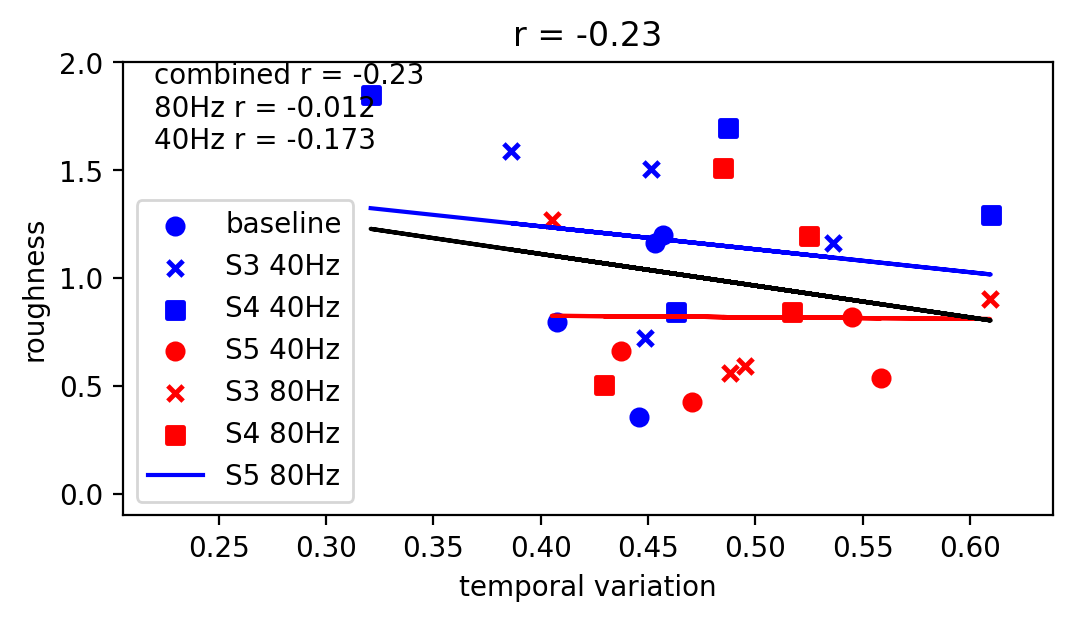 r = -0.23
combined r = -0.23
80Hz r = -0.012
40Hz r = -0.173
2.0
1.5
1.0
0.5
0.0
roughness
baseline
S3 40Hz
S4 40Hz
S5 40Hz
S3 80Hz
S4 80Hz
S5 80Hz
0.25 0.30 0.35 0.40 0.45 0.50 0.55 0.60
temporal variation